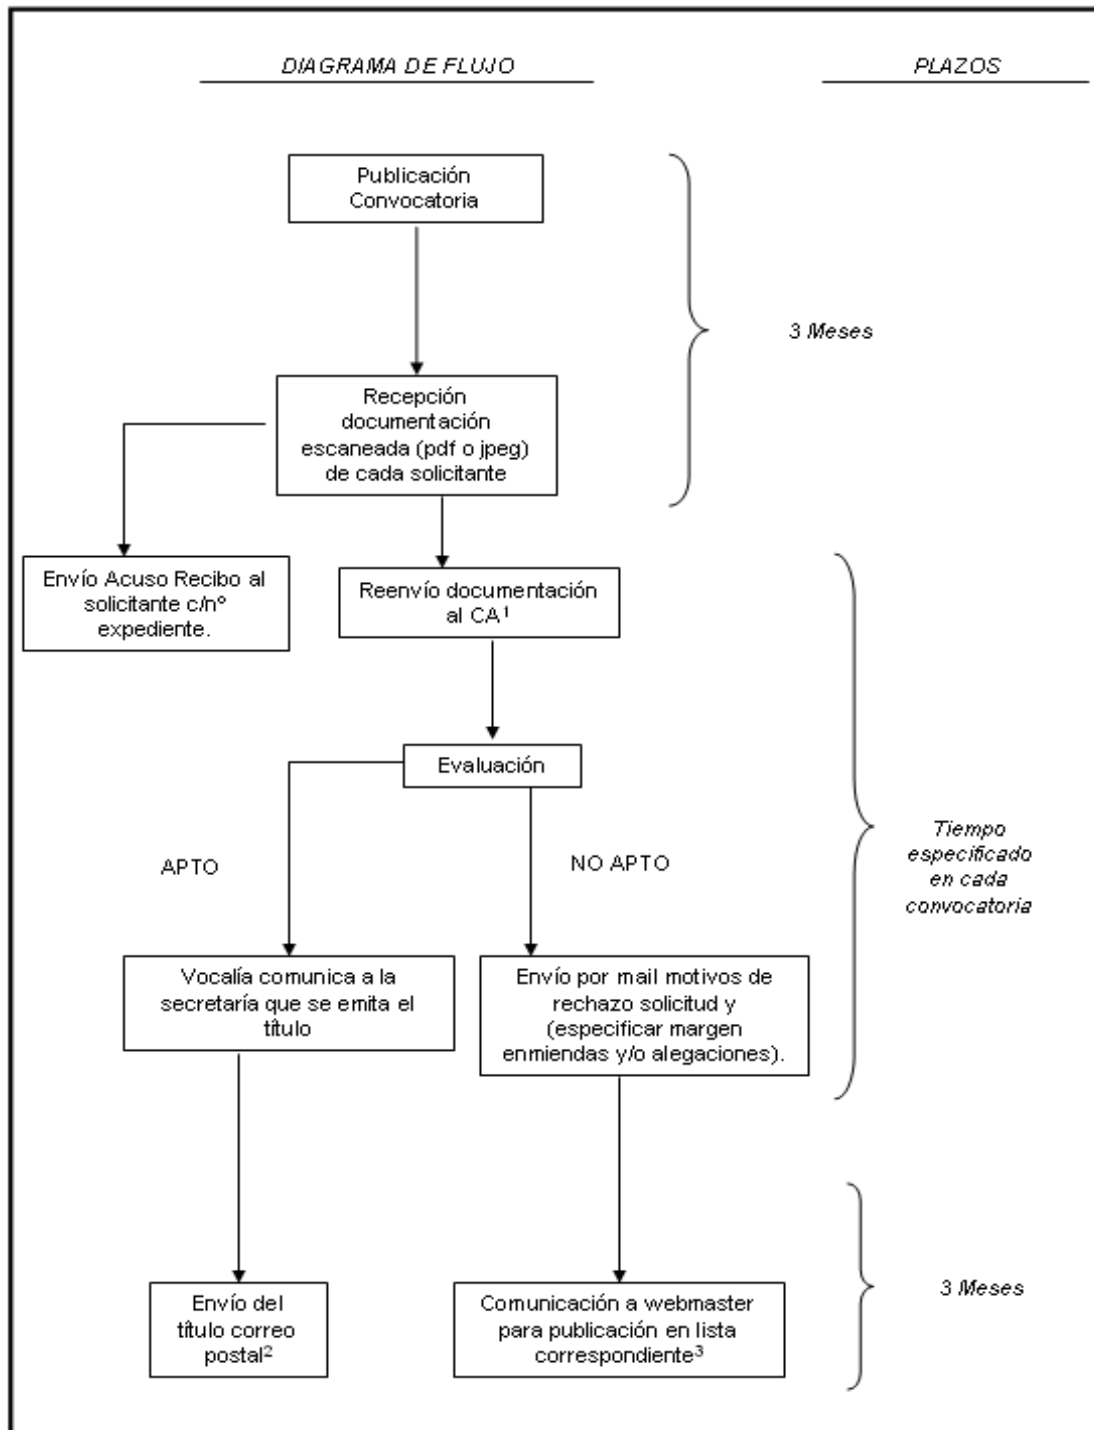 DIAGRAMA DE FLUJO
PLAZOS
Publicación
Convocatoria
3 Meses
Recepción
documentación
escaneada (pdf o jpeg)
de cada solicitante
Envío Acuso Recibo al
solicitante c/nº
expediente.
Reenvío documentación
al CA¹
Evaluación
APTO
NO APTO
Tiempo
especificado
en cada
convocatoria
Vocalía comunica a la
secretaría que se emita el
título
Envío por mail motivos de
rechazo solicitud y
(especificar margen
enmiendas y/o alegaciones).
Envío del
título correo
postal²
Comunicación a webmaster
para publicación en lista
correspondiente³
3 Meses